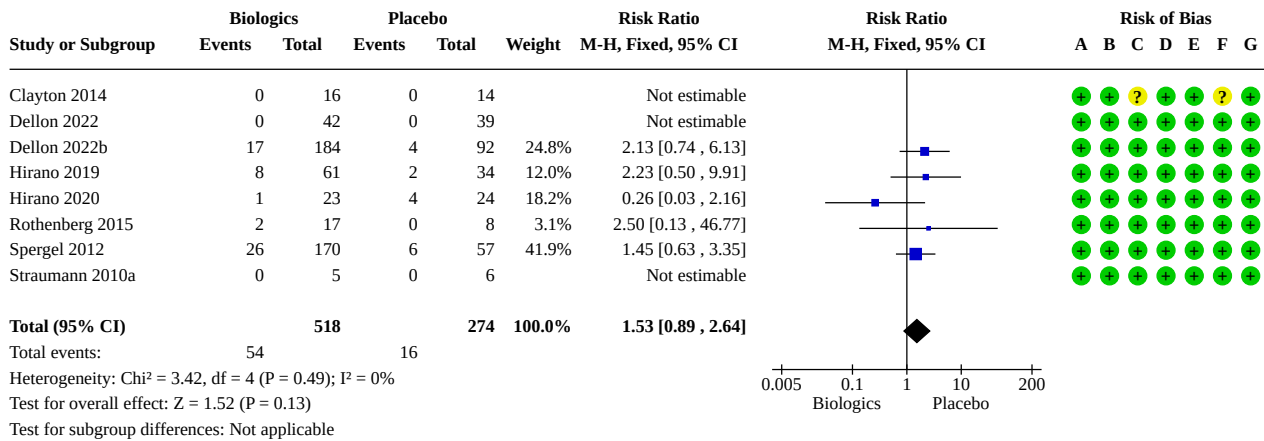 Biologics Placebo Risk Ratio Risk Ratio Risk of Bias
Study or Subgroup Events Total Events Total Weight M-H, Fixed, 95% CI M-H, Fixed, 95% CI A B C D E F G
Clayton 2014 0 16 0 14 Not estimable + + ? + + ? +
Dellon 2022 0 42 0 39 Not estimable + + + + + + +
Dellon 2022b 17 184 4 92 24.8% 2.13 [0.74 , 6.13] + + + + + + +
Hirano 2019 8 61 2 34 12.0% 2.23 [0.50 , 9.91] + + + + + + +
Hirano 2020 1 23 4 24 18.2% 0.26 [0.03 , 2.16] + + + + + + +
Rothenberg 2015 2 17 0 8 3.1% 2.50 [0.13 , 46.77] + + + + + + +
Spergel 2012 26 170 6 57 41.9% 1.45 [0.63 , 3.35] + + + + + + +
Straumann 2010a 0 5 0 6 Not estimable + + + + + + +
Total (95% CI) 518 274 100.0% 1.53 [0.89 , 2.64]
Total events: 54 16
Heterogeneity: Chi² = 3.42, df = 4 (P = 0.49); I² = 0%
Test for overall effect: Z = 1.52 (P = 0.13)
Test for subgroup differences: Not applicable
0.005 0.1 1 10 200
Biologics Placebo